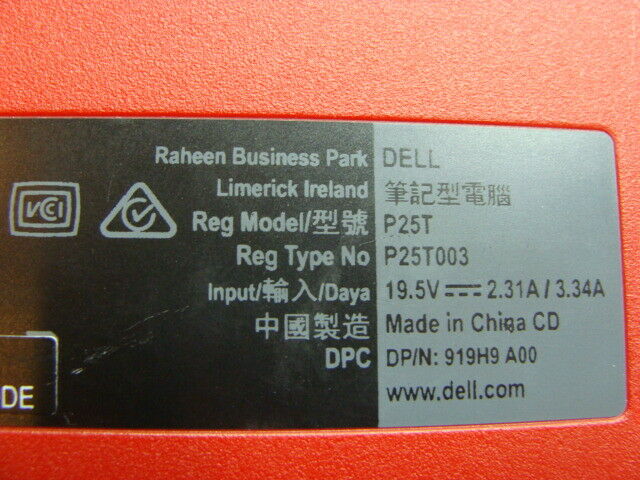 Raheen Business Park DELL
Limerick Ireland 筆記型電腦
VCI
Reg Model/型號 P25T
Reg Type No P25T003
Input/輸入/Daya 19.5V⎓2.31A/3.34A
中國製造 Made in China CD
DPC DP/N: 919H9 A00
www.dell.com
DE